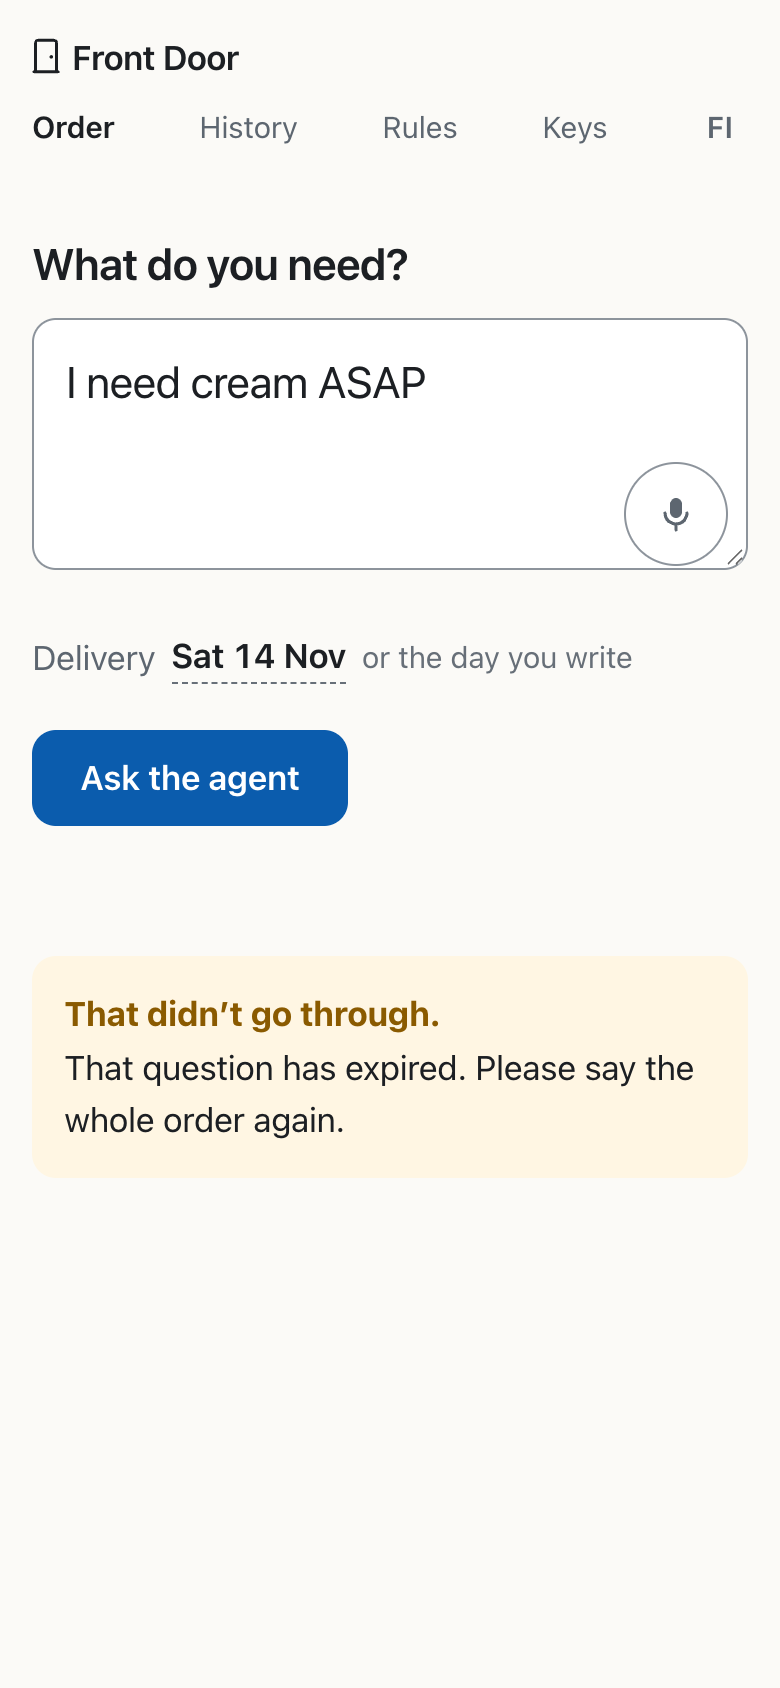 Front Door
Order History Rules Keys FI
What do you need?
I need cream ASAP
Delivery Sat 14 Nov or the day you write
Ask the agent
That didn’t go through.
That question has expired. Please say the
whole order again.